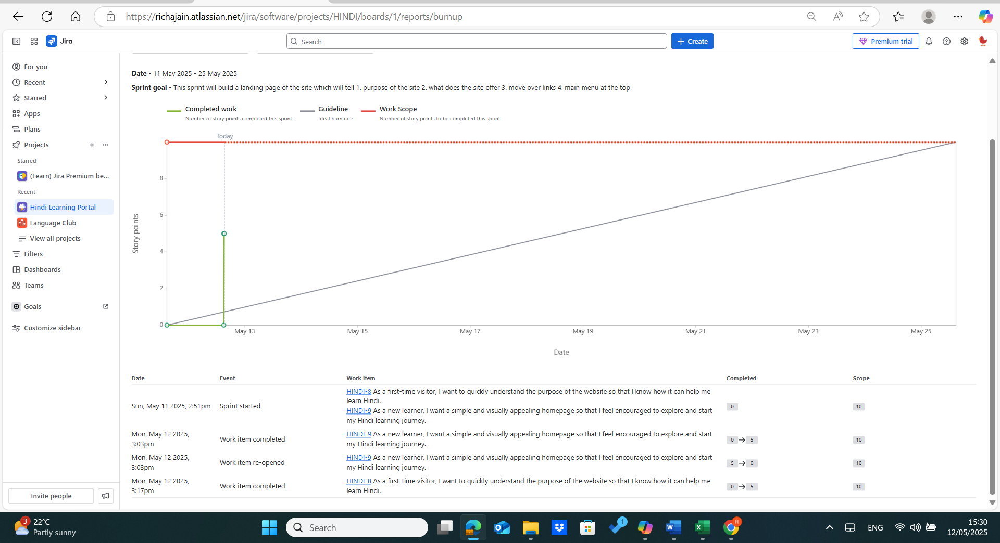 https://richajain.atlassian.net/jira/software/projects/HINDI/boards/1/reports/burnup
Jira
Search
Create
Premium trial
For you
Recent
Starred
Apps
Plans
Projects
Starred
(Learn) Jira Premium be...
Recent
Hindi Learning Portal
Language Club
View all projects
Filters
Dashboards
Teams
Goals
Customize sidebar
Invite people
Date - 11 May 2025 - 25 May 2025
Sprint goal - This sprint will build a landing page of the site which will tell 1. purpose of the site 2. what does the site offer 3. move over links 4. main menu at the top
Completed work
Number of story points completed this sprint
Guideline
Ideal burn rate
Work Scope
Number of story points to be completed this sprint
Today
8
6
4
2
0
Story points
May 13 May 15 May 17 May 19 May 21 May 23 May 25
Date
Date Event Work item Completed Scope
Sun, May 11 2025, 2:51pm Sprint started
HINDI-8 As a first-time visitor, I want to quickly understand the purpose of the website so that I know how it can help me
learn Hindi.
HINDI-9 As a new learner, I want a simple and visually appealing homepage so that I feel encouraged to explore and start
my Hindi learning journey.
0 10
Mon, May 12 2025,
3:03pm
Work item completed
HINDI-9 As a new learner, I want a simple and visually appealing homepage so that I feel encouraged to explore and start
my Hindi learning journey.
0 → 5 10
Mon, May 12 2025,
3:03pm
Work item re-opened
HINDI-9 As a new learner, I want a simple and visually appealing homepage so that I feel encouraged to explore and start
my Hindi learning journey.
5 → 0 10
Mon, May 12 2025,
3:17pm
Work item completed
HINDI-8 As a first-time visitor, I want to quickly understand the purpose of the website so that I know how it can help me
learn Hindi.
0 → 5 10
3
22°C
Partly sunny
Search
1
R
ENG
15:30
12/05/2025